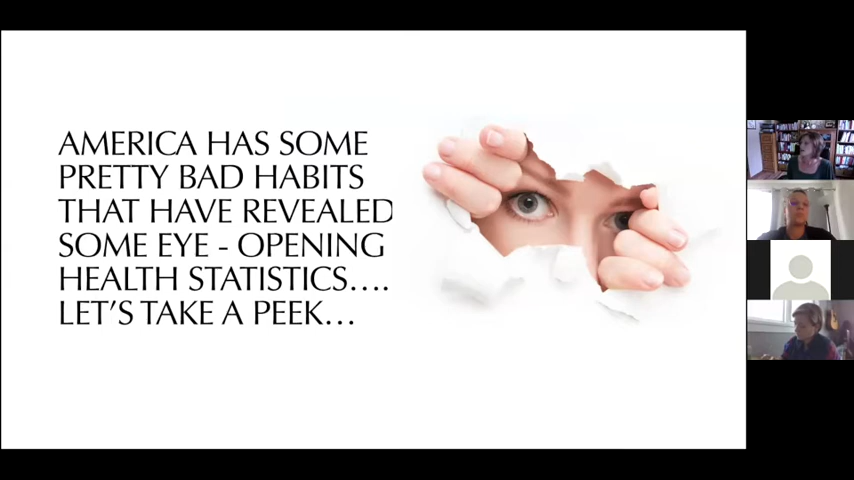 AMERICA HAS SOME
PRETTY BAD HABITS
THAT HAVE REVEALED
SOME EYE - OPENING
HEALTH STATISTICS....
LET'S TAKE A PEEK...